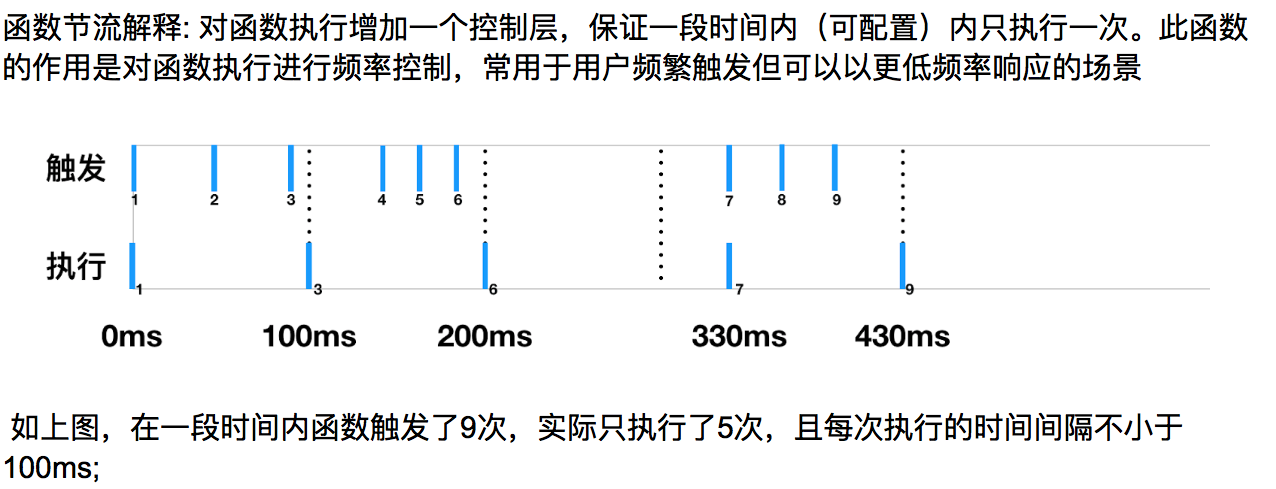 函数节流解释: 对函数执行增加一个控制层，保证一段时间内（可配置）内只执行一次。此函数
的作用是对函数执行进行频率控制，常用于用户频繁触发但可以以更低频率响应的场景
触发
1 2 3 4 5 6 7 8 9
执行
1 3 6 7 9
0ms 100ms 200ms 330ms 430ms
如上图，在一段时间内函数触发了9次，实际只执行了5次，且每次执行的时间间隔不小于
100ms;